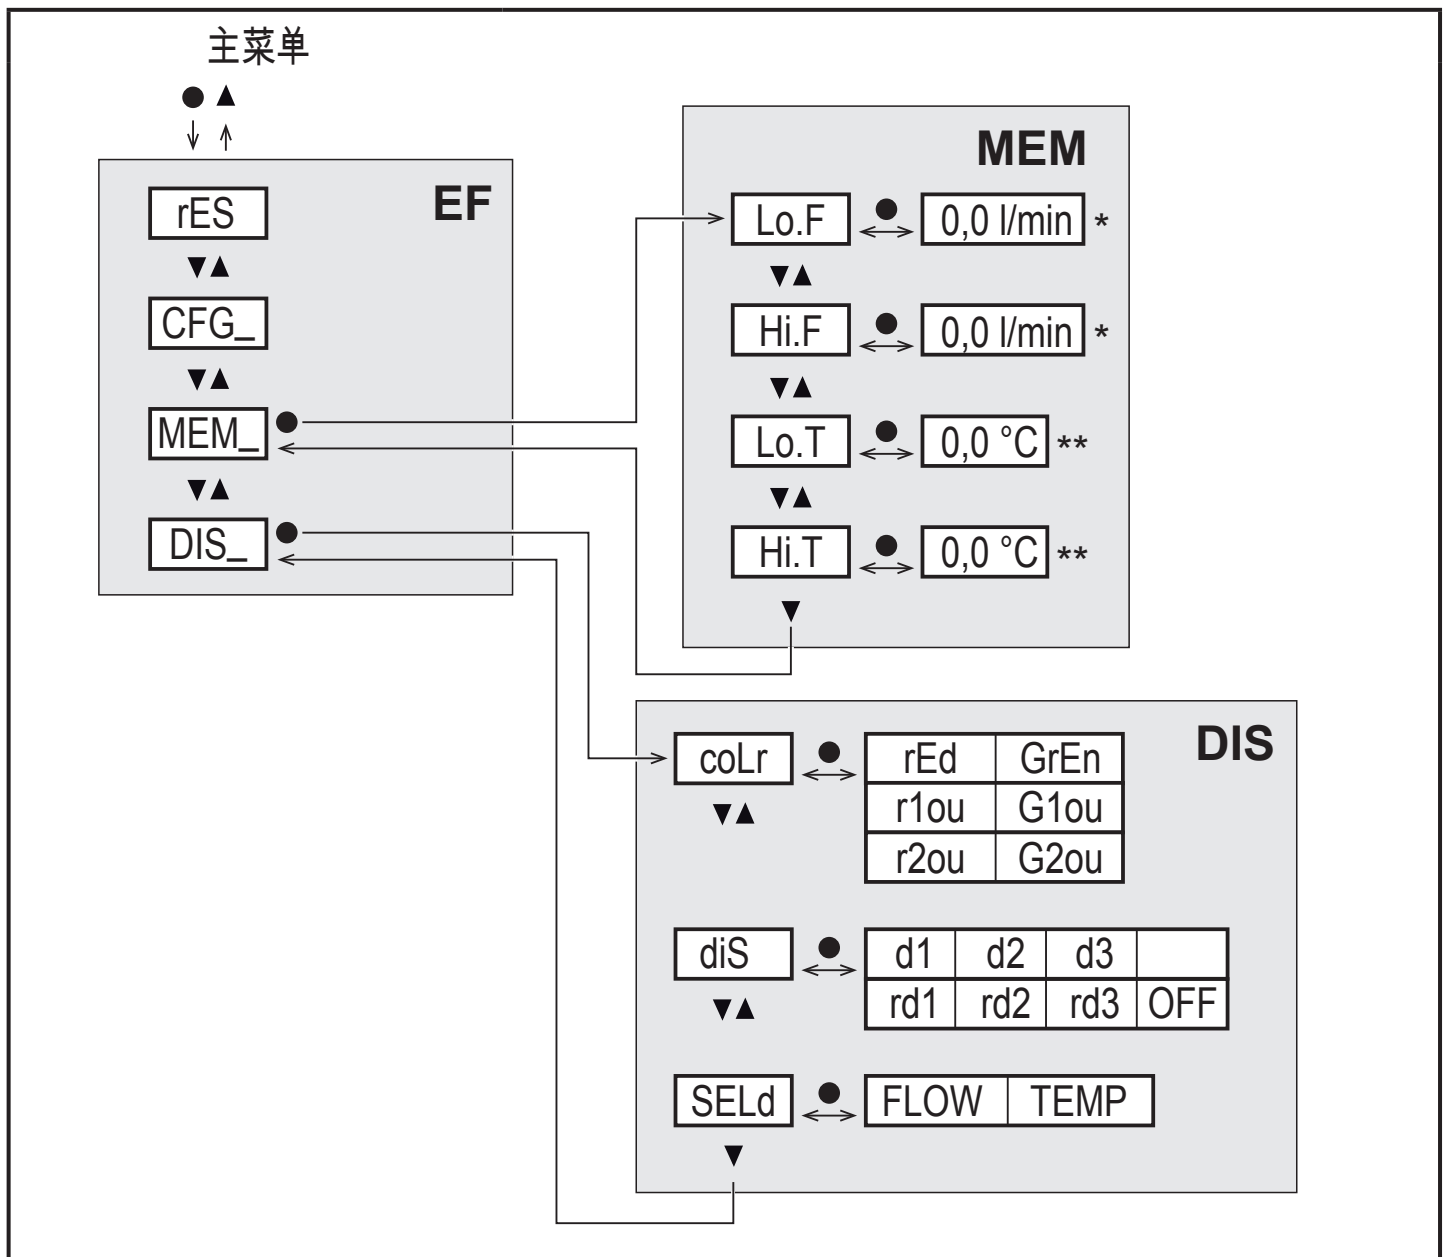 主菜单
EF
rES
CFG_
MEM_
DIS_
MEM
Lo.F 0,0 l/min *
Hi.F 0,0 l/min *
Lo.T 0,0 °C **
Hi.T 0,0 °C **
DIS
coLr rEd GrEn
r1ou G1ou
r2ou G2ou
diS d1 d2 d3
rd1 rd2 rd3 OFF
SELd FLOW TEMP